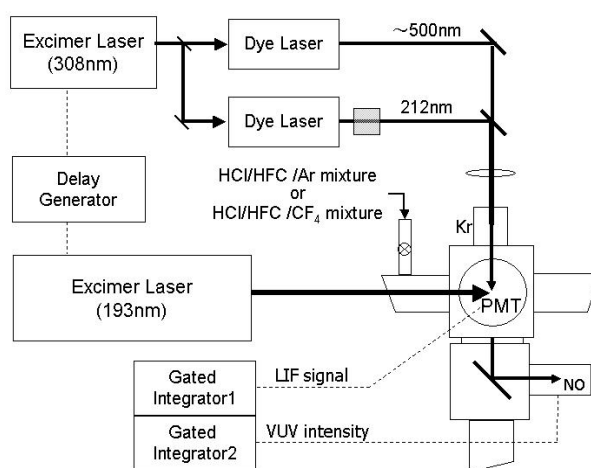 Excimer Laser
(308nm)
Dye Laser
~500nm
Dye Laser
212nm
Delay
Generator
HCl/HFC /Ar mixture
or
HCl/HFC /CF₄ mixture
Kr
Excimer Laser
(193nm)
PMT
Gated
Integrator1
LIF signal
NO
Gated
Integrator2
VUV intensity